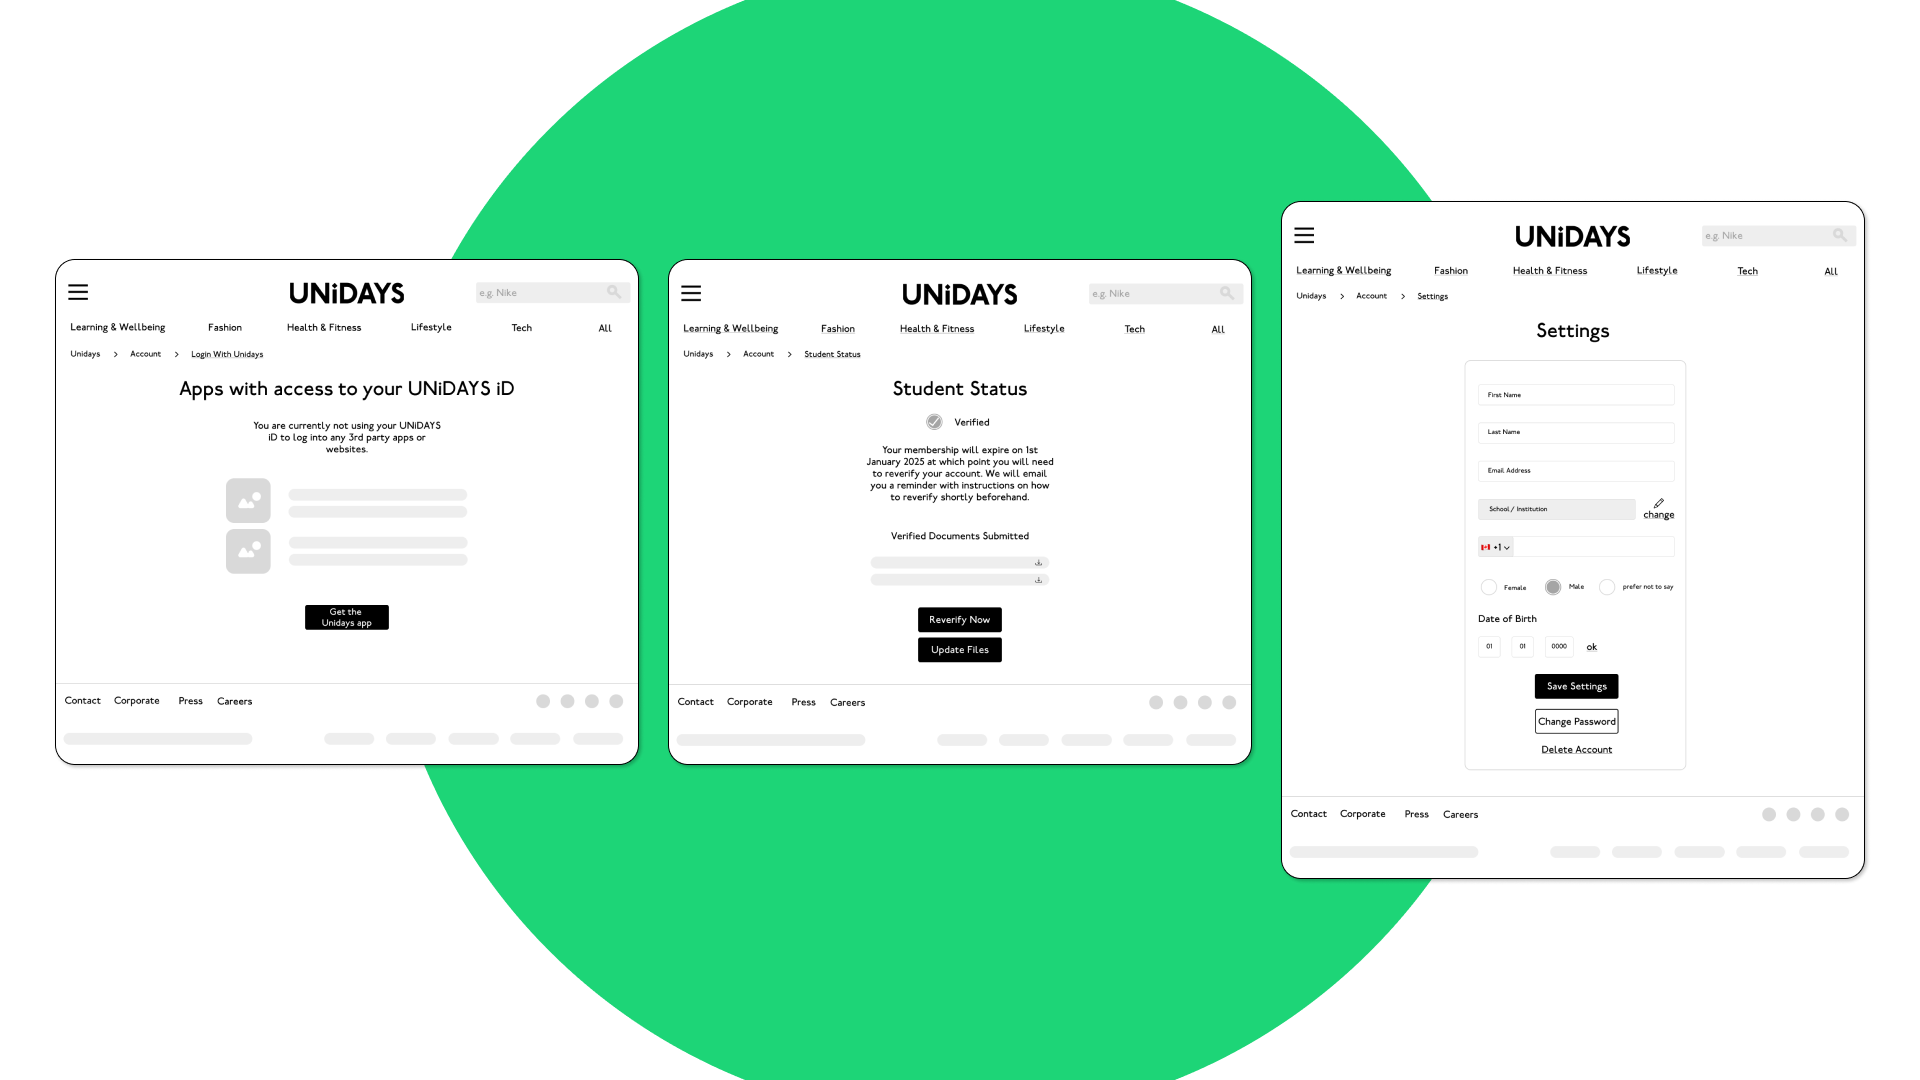 UNiDAYS
e.g. Nike
Learning & Wellbeing Fashion Health & Fitness Lifestyle Tech All
Unidays > Account > Login With Unidays
Apps with access to your UNiDAYS iD
You are currently not using your UNiDAYS
iD to log into any 3rd party apps or
websites.
Get the
Unidays app
Contact Corporate Press Careers
UNiDAYS
e.g. Nike
Learning & Wellbeing Fashion Health & Fitness Lifestyle Tech All
Unidays > Account > Student Status
Student Status
Verified
Your membership will expire on 1st
January 2025 at which point you will need
to reverify your account. We will email
you a reminder with instructions on how
to reverify shortly beforehand.
Verified Documents Submitted
Reverify Now
Update Files
Contact Corporate Press Careers
UNiDAYS
e.g. Nike
Learning & Wellbeing Fashion Health & Fitness Lifestyle Tech All
Unidays > Account > Settings
Settings
First Name
Last Name
Email Address
School / Institution
change
+1
Female Male prefer not to say
Date of Birth
01 01 0000 ok
Save Settings
Change Password
Delete Account
Contact Corporate Press Careers